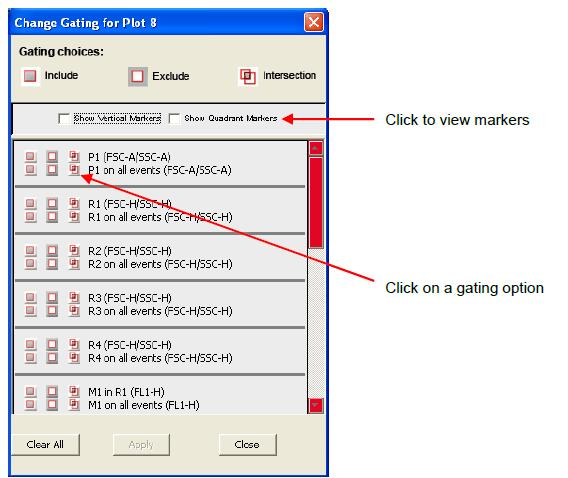 Change Gating for Plot 8
Gating choices:
Include
Exclude
Intersection
Show Vertical Markers
Show Quadrant Markers
Click to view markers
P1 (FSC-A/SSC-A)
P1 on all events (FSC-A/SSC-A)
R1 (FSC-H/SSC-H)
R1 on all events (FSC-H/SSC-H)
R2 (FSC-H/SSC-H)
R2 on all events (FSC-H/SSC-H)
Click on a gating option
R3 (FSC-H/SSC-H)
R3 on all events (FSC-H/SSC-H)
R4 (FSC-H/SSC-H)
R4 on all events (FSC-H/SSC-H)
M1 in R1 (FL1-H)
M1 on all events (FL1-H)
Clear All
Apply
Close